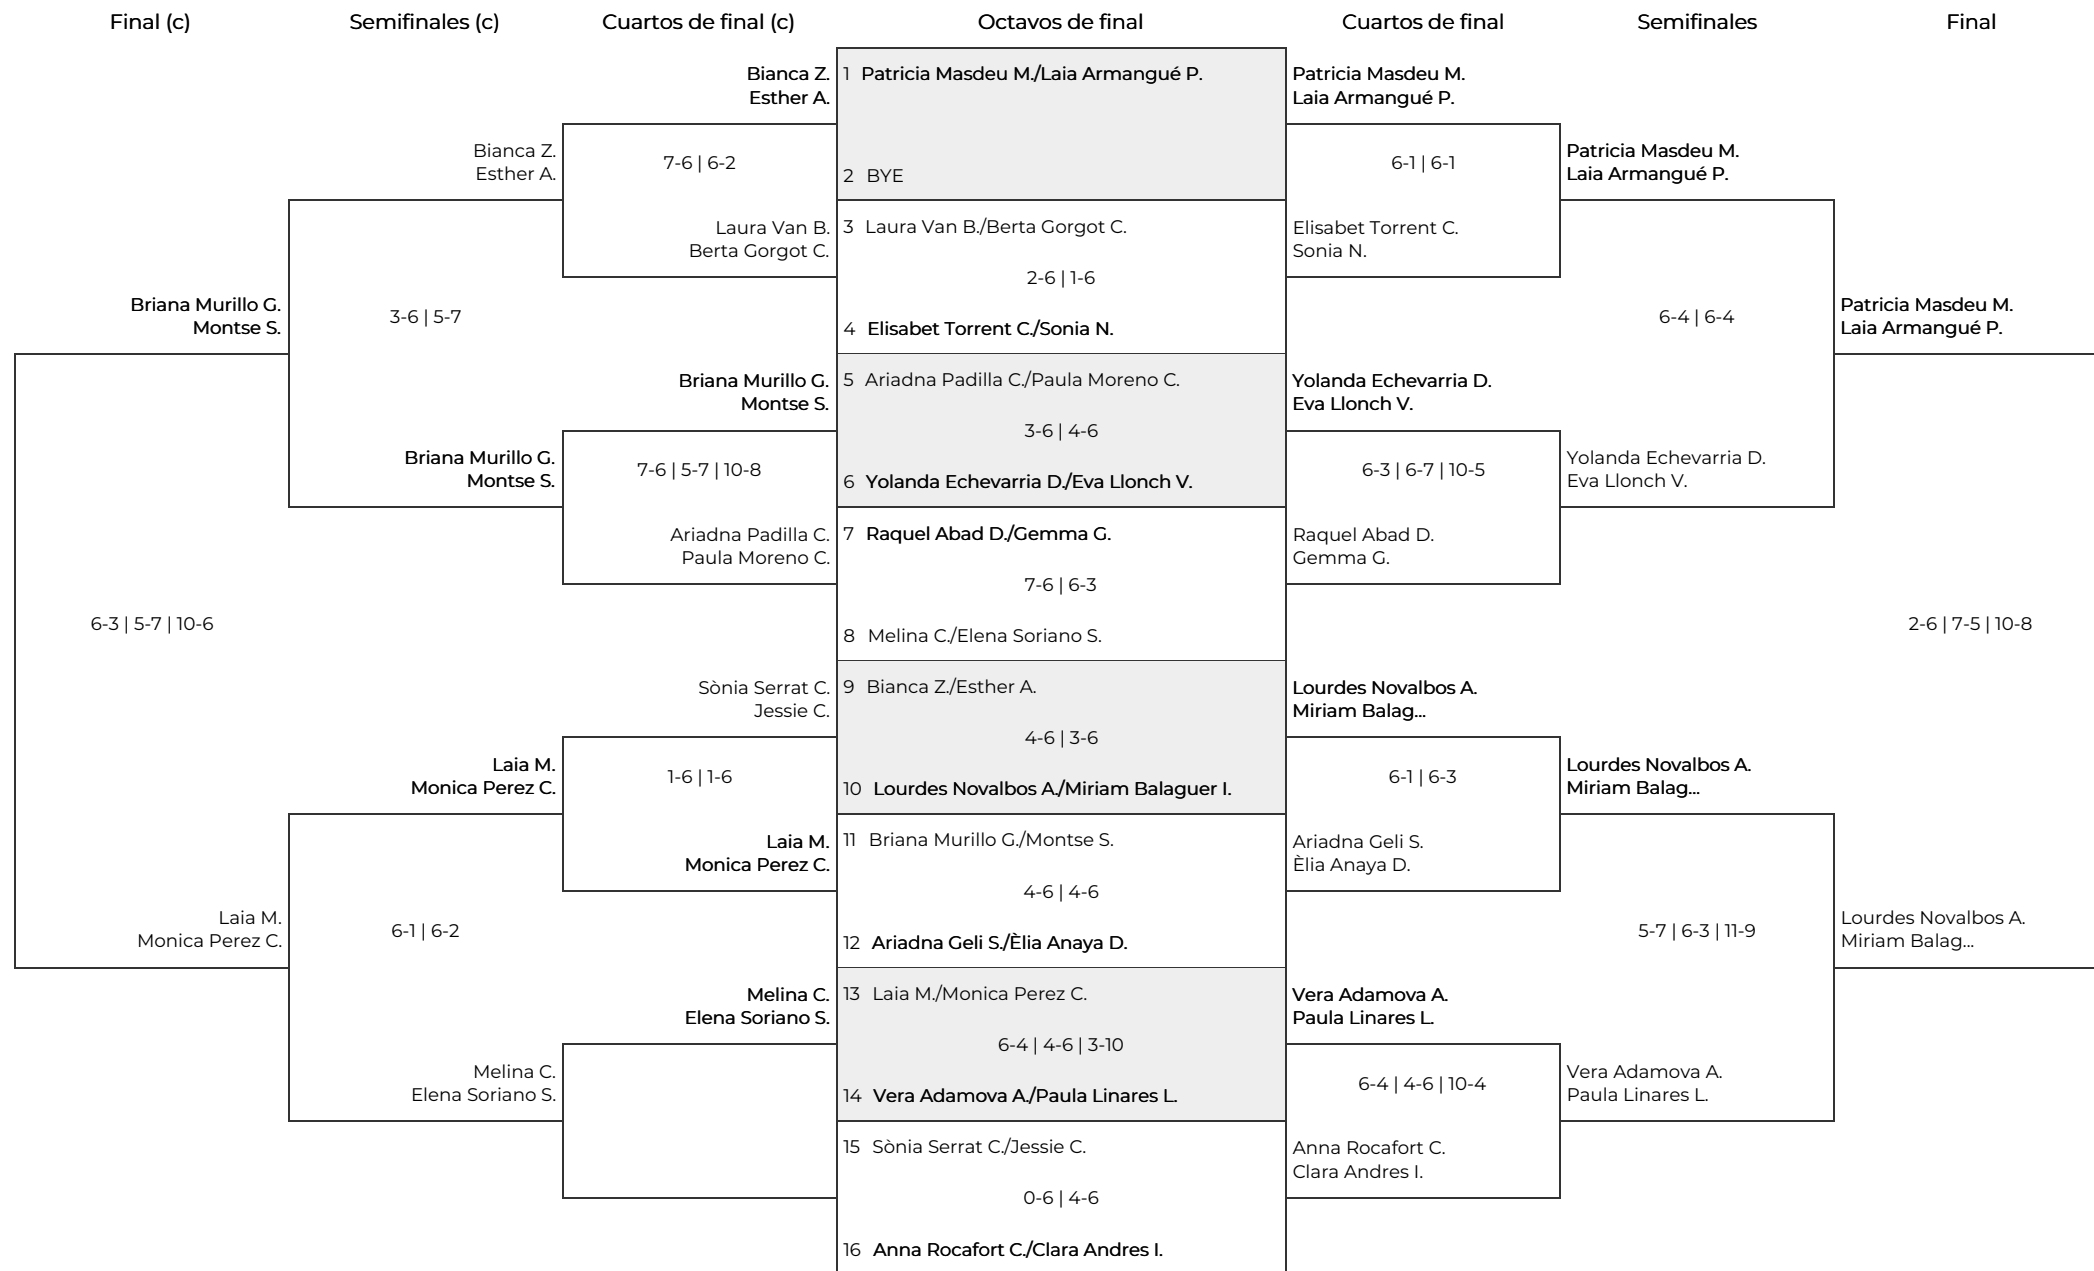 Final (c)
Semifinales (c)
Cuartos de final (c)
Octavos de final
Cuartos de final
Semifinales
Final
Briana Murillo G.
Montse S.
6-3 | 5-7 | 10-6
Laia M.
Monica Perez C.
Bianca Z.
Esther A.
3-6 | 5-7
Briana Murillo G.
Montse S.
Laia M.
Monica Perez C.
6-1 | 6-2
Melina C.
Elena Soriano S.
Bianca Z.
Esther A.
7-6 | 6-2
Laura Van B.
Berta Gorgot C.
Briana Murillo G.
Montse S.
7-6 | 5-7 | 10-8
Ariadna Padilla C.
Paula Moreno C.
Sònia Serrat C.
Jessie C.
1-6 | 1-6
Laia M.
Monica Perez C.
Melina C.
Elena Soriano S.
1 Patricia Masdeu M./Laia Armangué P.
2 BYE
3 Laura Van B./Berta Gorgot C.
2-6 | 1-6
4 Elisabet Torrent C./Sonia N.
5 Ariadna Padilla C./Paula Moreno C.
3-6 | 4-6
6 Yolanda Echevarria D./Eva Llonch V.
7 Raquel Abad D./Gemma G.
7-6 | 6-3
8 Melina C./Elena Soriano S.
9 Bianca Z./Esther A.
4-6 | 3-6
10 Lourdes Novalbos A./Miriam Balaguer I.
11 Briana Murillo G./Montse S.
4-6 | 4-6
12 Ariadna Geli S./Èlia Anaya D.
13 Laia M./Monica Perez C.
6-4 | 4-6 | 3-10
14 Vera Adamova A./Paula Linares L.
15 Sònia Serrat C./Jessie C.
0-6 | 4-6
16 Anna Rocafort C./Clara Andres I.
Patricia Masdeu M.
Laia Armangué P.
6-1 | 6-1
Elisabet Torrent C.
Sonia N.
Yolanda Echevarria D.
Eva Llonch V.
6-3 | 6-7 | 10-5
Raquel Abad D.
Gemma G.
Lourdes Novalbos A.
Miriam Balag...
6-1 | 6-3
Ariadna Geli S.
Èlia Anaya D.
Vera Adamova A.
Paula Linares L.
6-4 | 4-6 | 10-4
Anna Rocafort C.
Clara Andres I.
Patricia Masdeu M.
Laia Armangué P.
6-4 | 6-4
Yolanda Echevarria D.
Eva Llonch V.
Lourdes Novalbos A.
Miriam Balag...
5-7 | 6-3 | 11-9
Vera Adamova A.
Paula Linares L.
Patricia Masdeu M.
Laia Armangué P.
2-6 | 7-5 | 10-8
Lourdes Novalbos A.
Miriam Balag...